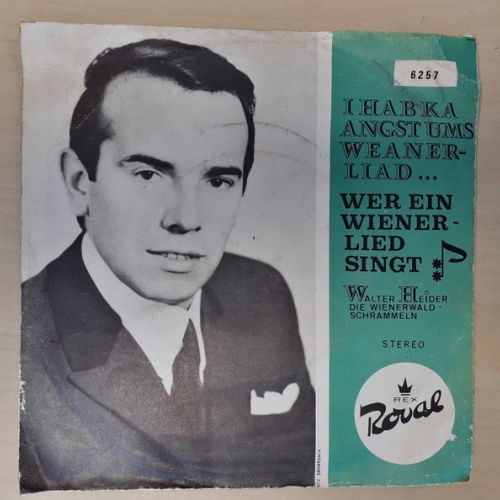 6257
I HAB KA
ANGST UMS
WEANER-
LIAD...
WER EIN
WIENER-
LIED
SINGT
WALTER HEIDER
DIE WIENERWALD-
SCHRAMMELN
STEREO
REX
Royal